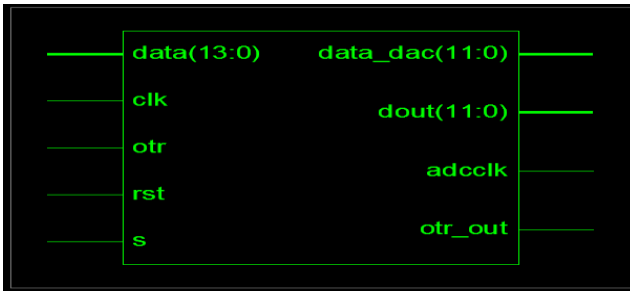 data(13:0) data_dac(11:0)
clk
dout(11:0)
otr
adcclk
rst
otr_out
s